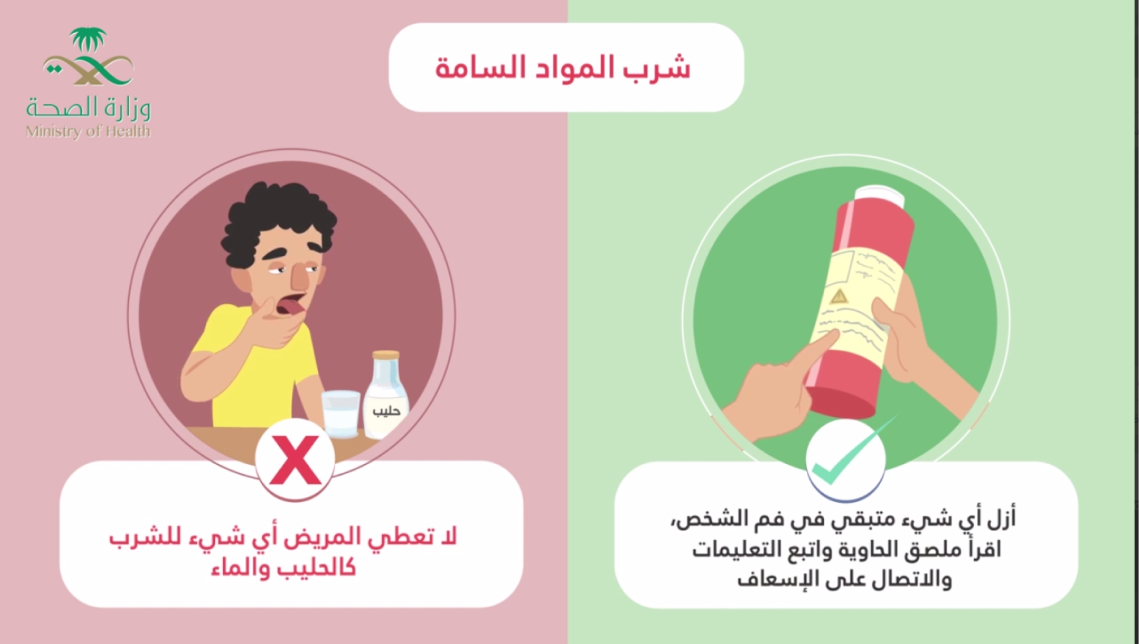 وزارة الصحة
Ministry of Health
شرب المواد السامة
أزل أي شيء متبقي في فم الشخص،
اقرأ ملصق الحاوية واتبع التعليمات
والاتصال على الإسعاف
حليب
X
لا تعطي المريض أي شيء للشرب
كالحليب والماء